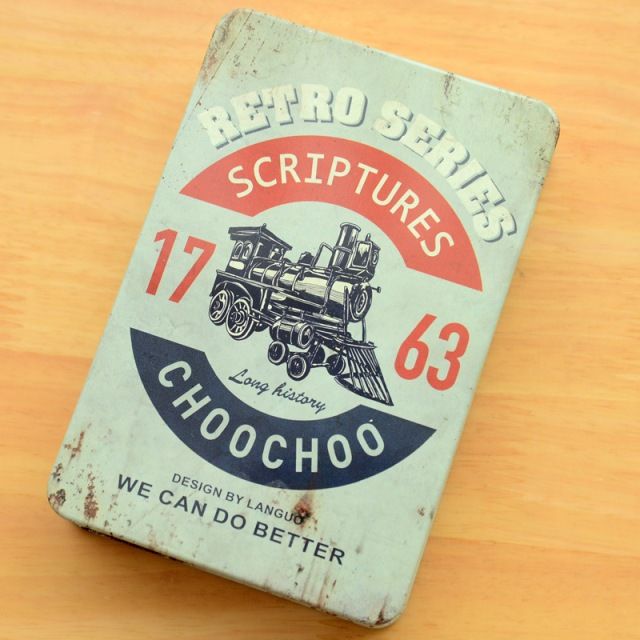 RETRO SERIES
SCRIPTURES
17
63
Long history
CHOOCHOO
DESIGN BY LANGUO
WE CAN DO BETTER